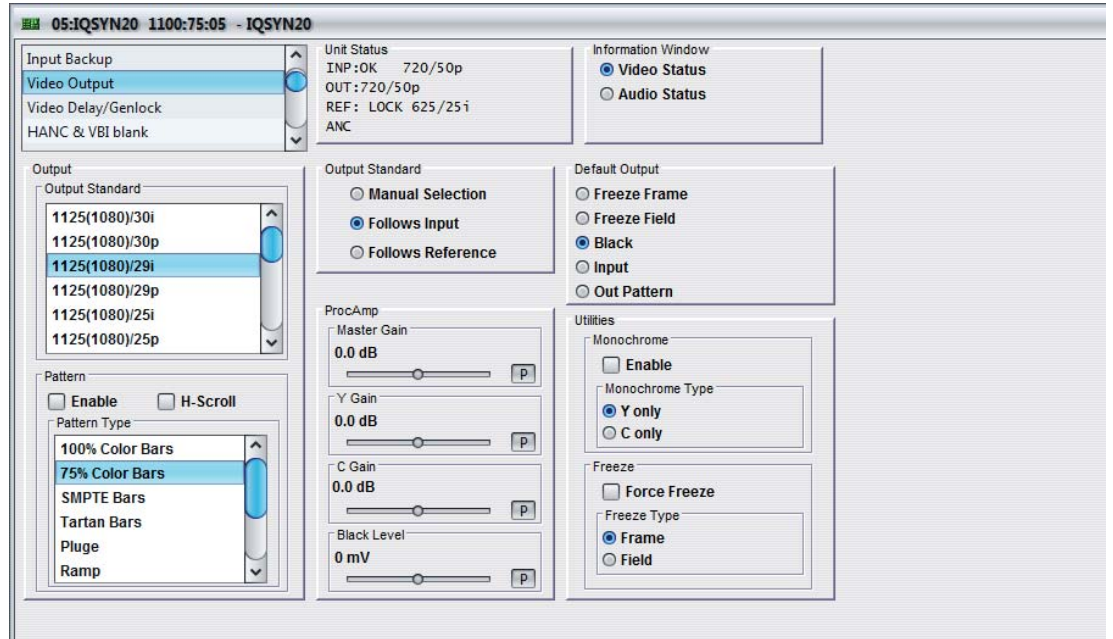 05:IQSYN20 1100:75:05 - IQSYN20
Input Backup
Video Output
Video Delay/Genlock
HANC & VBI blank
Unit Status
INP:OK 720/50p
OUT:720/50p
REF: LOCK 625/25i
ANC
Information Window
Video Status
Audio Status
Output
Output Standard
1125(1080)/30i
1125(1080)/30p
1125(1080)/29i
1125(1080)/29p
1125(1080)/25i
1125(1080)/25p
Pattern
Enable H-Scroll
Pattern Type
100% Color Bars
75% Color Bars
SMPTE Bars
Tartan Bars
Pluge
Ramp
Output Standard
Manual Selection
Follows Input
Follows Reference
ProcAmp
Master Gain
0.0 dB
P
Y Gain
0.0 dB
P
C Gain
0.0 dB
P
Black Level
0 mV
P
Default Output
Freeze Frame
Freeze Field
Black
Input
Out Pattern
Utilities
Monochrome
Enable
Monochrome Type
Y only
C only
Freeze
Force Freeze
Freeze Type
Frame
Field